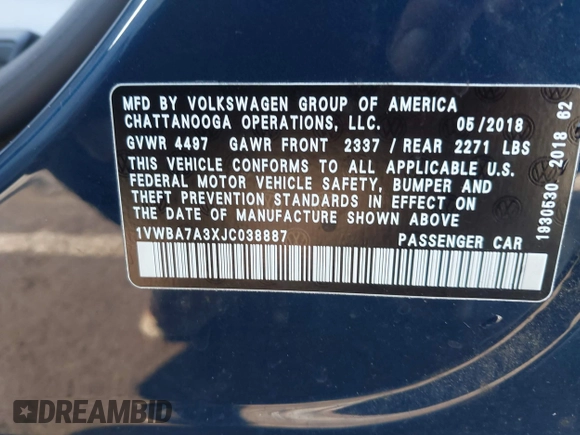 MFD BY VOLKSWAGEN GROUP OF AMERICA
CHATTANOOGA OPERATIONS, LLC. 05/2018
GVWR 4497 GAWR FRONT 2337 / REAR 2271 LBS
THIS VEHICLE CONFORMS TO ALL APPLICABLE U.S.
FEDERAL MOTOR VEHICLE SAFETY, BUMPER AND
THEFT PREVENTION STANDARDS IN EFFECT ON
THE DATE OF MANUFACTURE SHOWN ABOVE
1VWBA7A3XJC038887 PASSENGER CAR
1930530 2018 62
DREAMBID